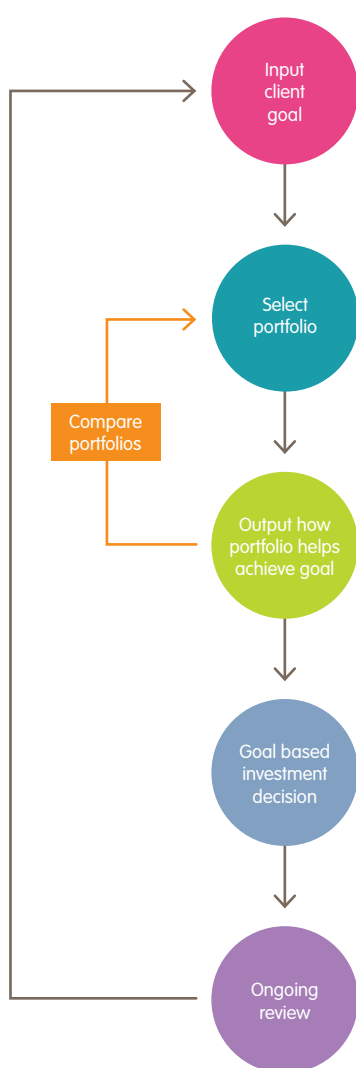 Input
client
goal
Select
portfolio
Compare
portfolios
Output how
portfolio helps
achieve goal
Goal based
investment
decision
Ongoing
review